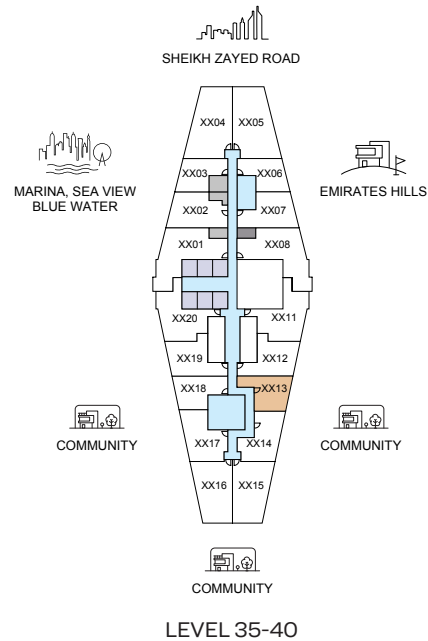 SHEIKH ZAYED ROAD
XX04
XX05
MARINA, SEA VIEW
BLUE WATER
EMIRATES HILLS
XX03
XX06
XX02
XX07
XX01
XX08
XX20
XX11
XX19
XX12
XX18
XX13
COMMUNITY
COMMUNITY
XX17
XX14
XX16
XX15
COMMUNITY
LEVEL 35-40